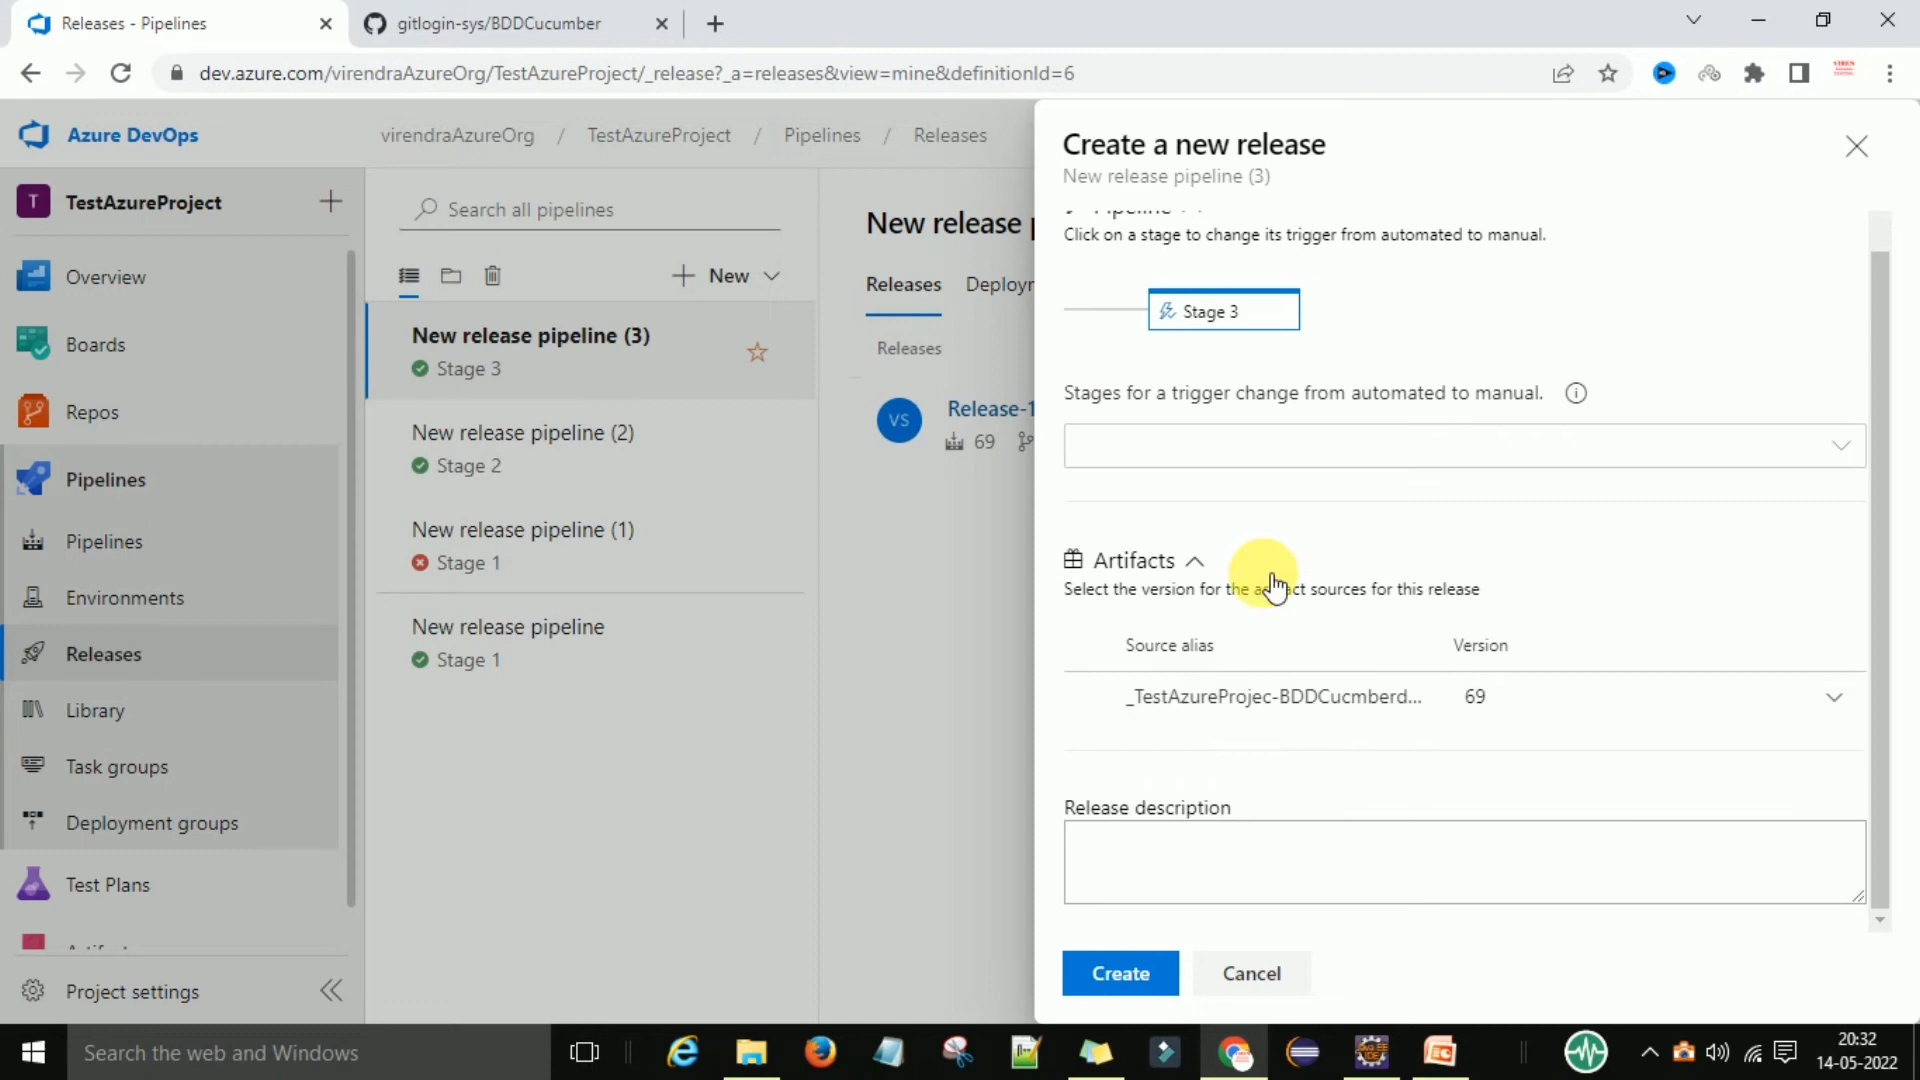 Releases - Pipelines
gitlogin-sys/BDDCucumber
dev.azure.com/virendraAzureOrg/TestAzureProject/_release?_a=releases&view=mine&definitionId=6
Azure DevOps
virendraAzureOrg / TestAzureProject / Pipelines / Releases
T TestAzureProject
Overview
Boards
Repos
Pipelines
Pipelines
Environments
Releases
Library
Task groups
Deployment groups
Test Plans
Project settings
Search all pipelines
New
New release pipeline (3)
Stage 3
New release pipeline (2)
Stage 2
New release pipeline (1)
Stage 1
New release pipeline
Stage 1
New release
Releases
Releases
VS
Release-1
69
Create a new release
New release pipeline (3)
Click on a stage to change its trigger from automated to manual.
Stage 3
Stages for a trigger change from automated to manual.
Artifacts
Select the version for the sources for this release
Source alias Version
_TestAzureProjec-BDDCucmberd... 69
Release description
Create
Cancel
Search the web and Windows
20:32
14-05-2022